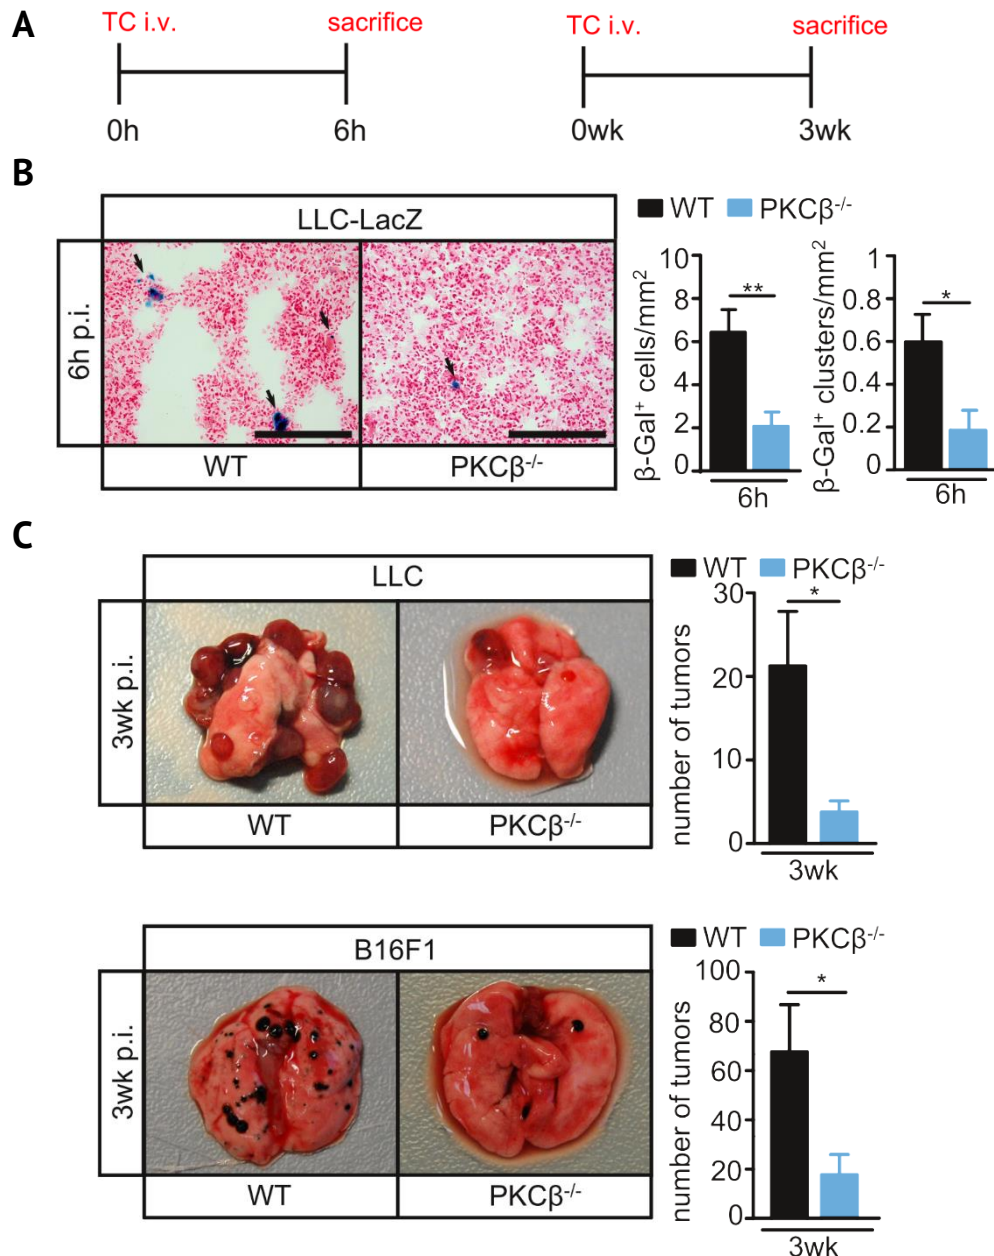 A
TC i.v. sacrifice TC i.v. sacrifice
0h 6h 0wk 3wk
B
LLC-LacZ
6h p.i.
WT PKCβ-/-
WT PKCβ-/-
β-Gal+ cells/mm2
10
8
6
4
2
0
**
6h
β-Gal+ clusters/mm2
1
0.8
0.6
0.4
0.2
0
*
6h
C
LLC
3wk p.i.
WT PKCβ-/-
WT PKCβ-/-
number of tumors
30
20
10
0
*
3wk
B16F1
3wk p.i.
WT PKCβ-/-
WT PKCβ-/-
number of tumors
100
80
60
40
20
0
*
3wk